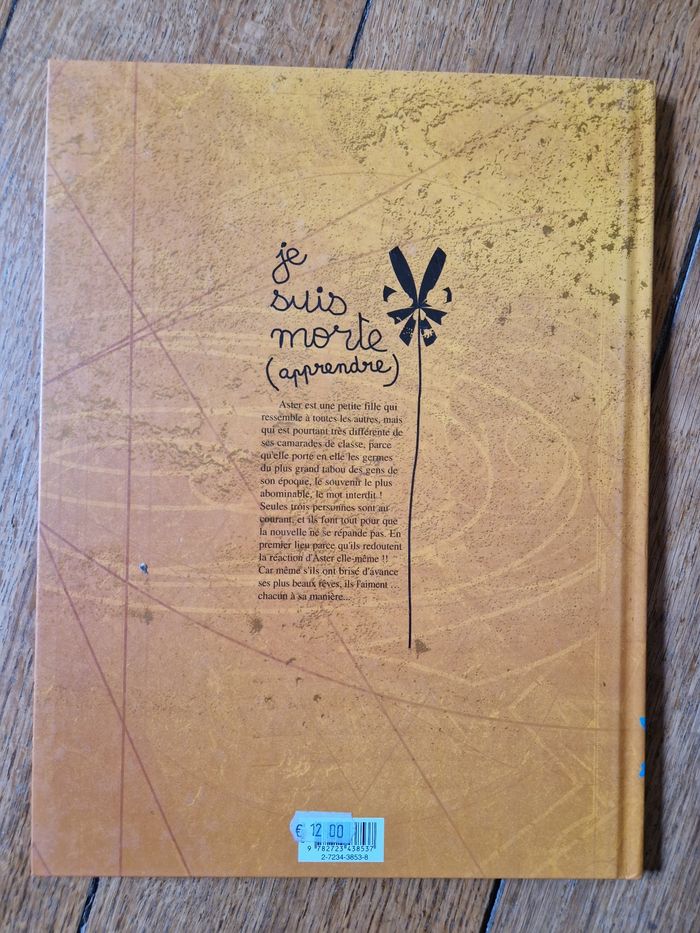 je
suis
morte
(apprendre)
Aster est une petite fille qui
ressemble à toutes les autres, mais
qui est pourtant très différente de
ses camarades de classe, parce
qu'elle porte en elle les germes
du plus grand tabou des gens de
son époque, le souvenir le plus
abominable, le mot interdit !
Seules trois personnes sont au
courant, et ils font tout pour que
la nouvelle ne se répande pas. En
premier lieu parce qu'ils redoutent
la réaction d'Aster elle-même !!
Car même s'ils ont brisé d'avance
ses plus beaux rêves, ils l'aiment ...
chacun à sa manière...
€ 12 00
9 782723 438537
2-7234-3853-8